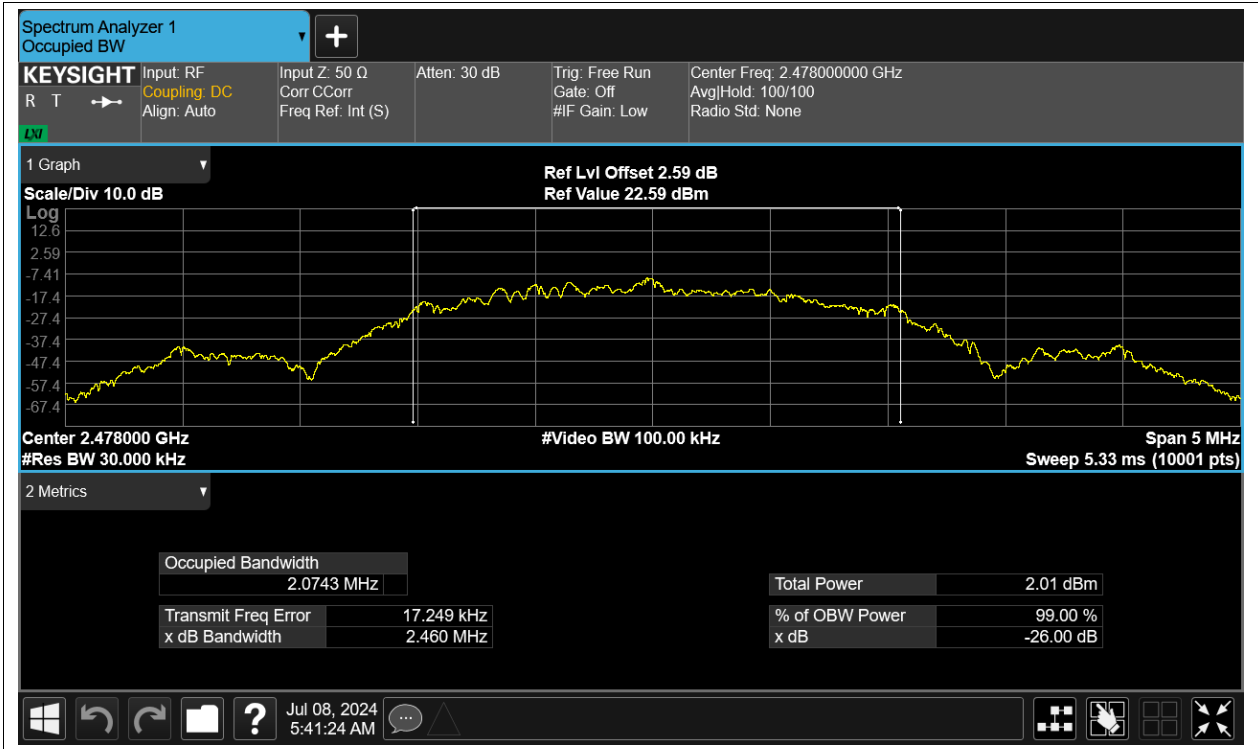 Spectrum Analyzer 1
Occupied BW
KEYSIGHT
R T
LXI
Input: RF
Coupling: DC
Align: Auto
Input Z: 50 Ω
Corr CCorr
Freq Ref: Int (S)
Atten: 30 dB
Trig: Free Run
Gate: Off
#IF Gain: Low
Center Freq: 2.478000000 GHz
Avg|Hold: 100/100
Radio Std: None
1 Graph
Scale/Div 10.0 dB
Ref Lvl Offset 2.59 dB
Ref Value 22.59 dBm
Log
12.6
2.59
-7.41
-17.4
-27.4
-37.4
-47.4
-57.4
-67.4
Center 2.478000 GHz
#Video BW 100.00 kHz
Span 5 MHz
#Res BW 30.000 kHz
Sweep 5.33 ms (10001 pts)
2 Metrics
Occupied Bandwidth
2.0743 MHz
Total Power 2.01 dBm
Transmit Freq Error 17.249 kHz
% of OBW Power 99.00 %
x dB Bandwidth 2.460 MHz
x dB -26.00 dB
?
Jul 08, 2024
5:41:24 AM